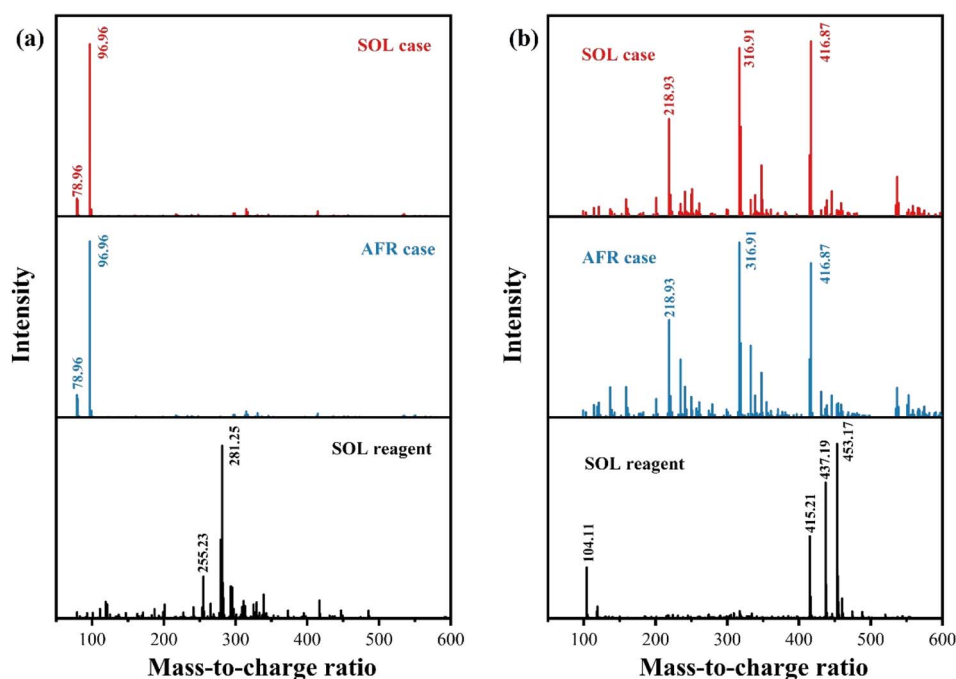 (a)
96.96
SOL case
78.96
96.96
AFR case
78.96
281.25
SOL reagent
255.23
Intensity
100 200 300 400 500 600
Mass-to-charge ratio
(b)
SOL case
218.93
316.91
416.87
AFR case
218.93
316.91
416.87
SOL reagent
104.11
415.21
437.19
453.17
Intensity
100 200 300 400 500 600
Mass-to-charge ratio